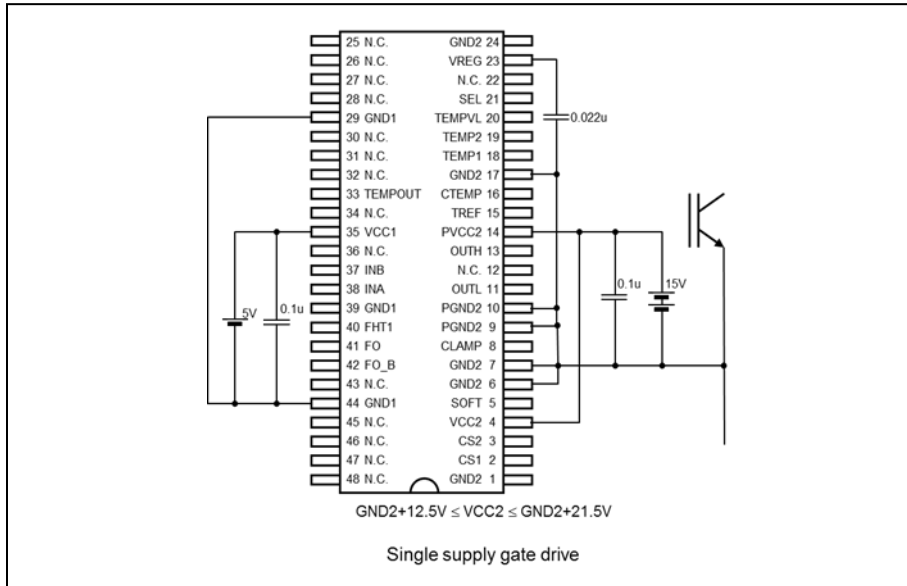 25 N.C. GND2 24
26 N.C. VREG 23
27 N.C. N.C. 22
28 N.C. SEL 21
29 GND1 TEMPVL 20
0.022u
30 N.C. TEMP2 19
31 N.C. TEMP1 18
32 N.C. GND2 17
33 TEMPOUT CTEMP 16
34 N.C. TREF 15
35 VCC1 PVCC2 14
36 N.C. OUTH 13
37 INB N.C. 12
0.1u 15V
38 INA OUTL 11
5V 0.1u
39 GND1 PGND2 10
40 FHT1 PGND2 9
41 FO CLAMP 8
42 FO_B GND2 7
43 N.C. GND2 6
44 GND1 SOFT 5
45 N.C. VCC2 4
46 N.C. CS2 3
47 N.C. CS1 2
48 N.C. GND2 1
GND2+12.5V ≤ VCC2 ≤ GND2+21.5V
Single supply gate drive